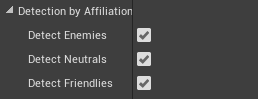 Detection by Affiliation
Detect Enemies
Detect Neutrals
Detect Friendlies